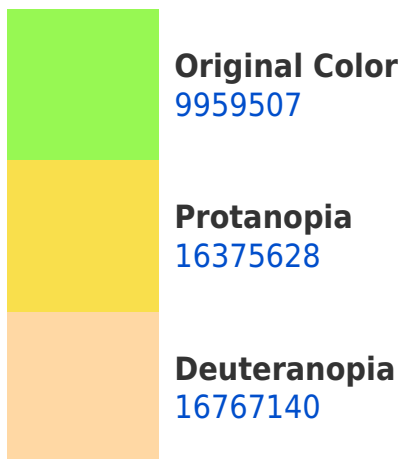 Original Color
9959507
Protanopia
16375628
Deuteranopia
16767140